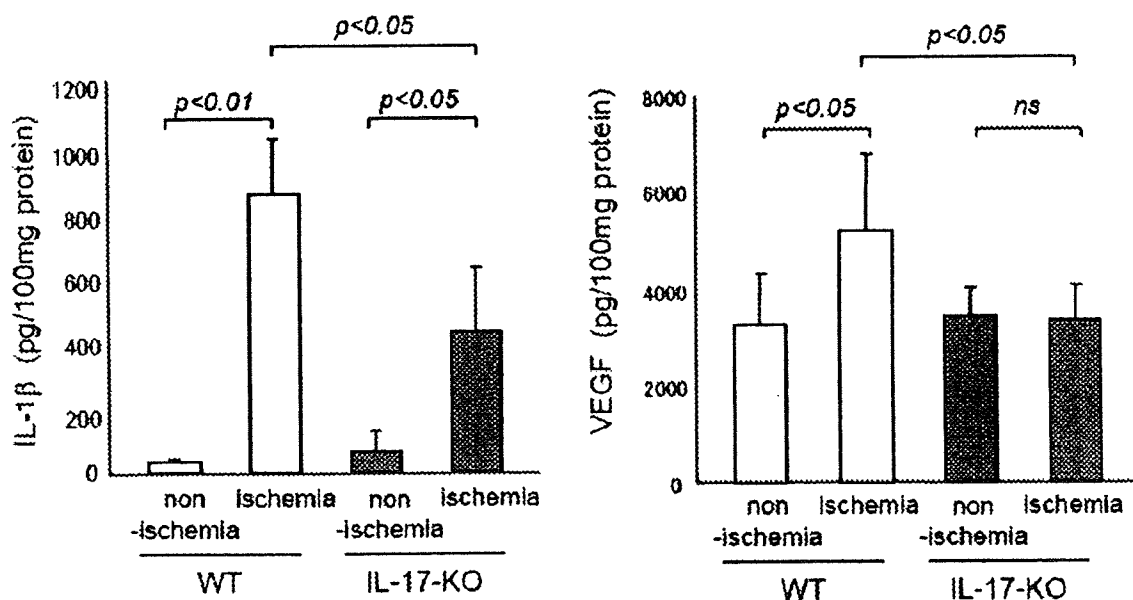 p<0.05
p<0.01
p<0.05
IL-1β (pg/100mg protein)
1200
1000
800
600
400
200
0
non
-ischemia
ischemia
non
-ischemia
ischemia
WT
IL-17-KO
p<0.05
p<0.05
ns
VEGF (pg/100mg protein)
8000
6000
4000
2000
0
non
-ischemia
ischemia
non
-ischemia
ischemia
WT
IL-17-KO